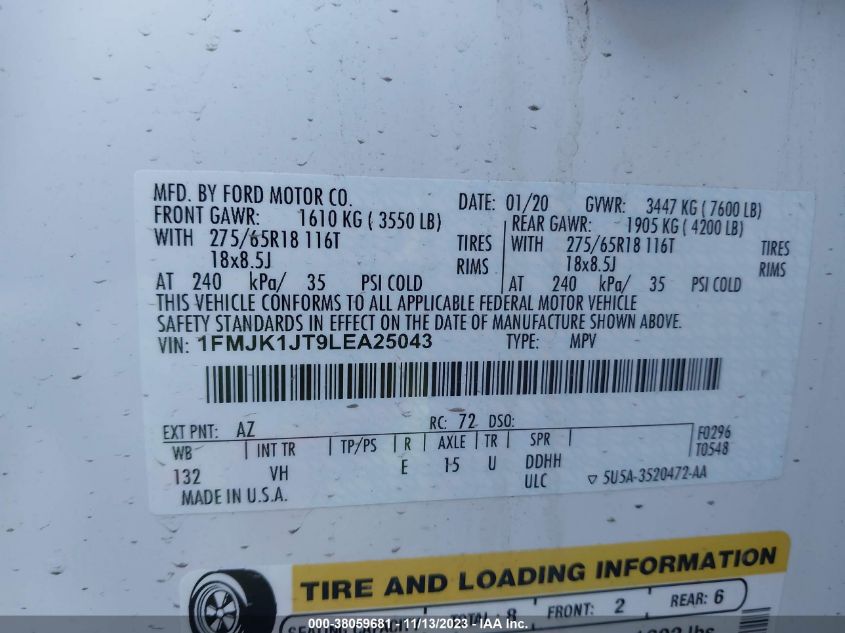 MFD. BY FORD MOTOR CO. DATE: 01/20 GVWR: 3447 KG ( 7600 LB)
FRONT GAWR: 1610 KG ( 3550 LB) REAR GAWR: 1905 KG ( 4200 LB)
WITH 275/65R18 116T TIRES WITH 275/65R18 116T TIRES
18x8.5J RIMS 18x8.5J RIMS
AT 240 kPa/ 35 PSI COLD AT 240 kPa/ 35 PSI COLD
THIS VEHICLE CONFORMS TO ALL APPLICABLE FEDERAL MOTOR VEHICLE
SAFETY STANDARDS IN EFFECT ON THE DATE OF MANUFACTURE SHOWN ABOVE.
VIN: 1FMJK1JT9LEA25043 TYPE: MPV
EXT PNT: AZ RC: 72 DSO:
WB INT TR TP/PS R AXLE TR SPR F0296
132 VH E 15 U DDHH T0548
MADE IN U.S.A. ULC 5U5A-3520472-AA
TIRE AND LOADING INFORMATION
SEATING CAPACITY TOTAL: 8 FRONT: 2 REAR: 6
lbs.
000-38059681 - 11/13/2023 - IAA Inc.